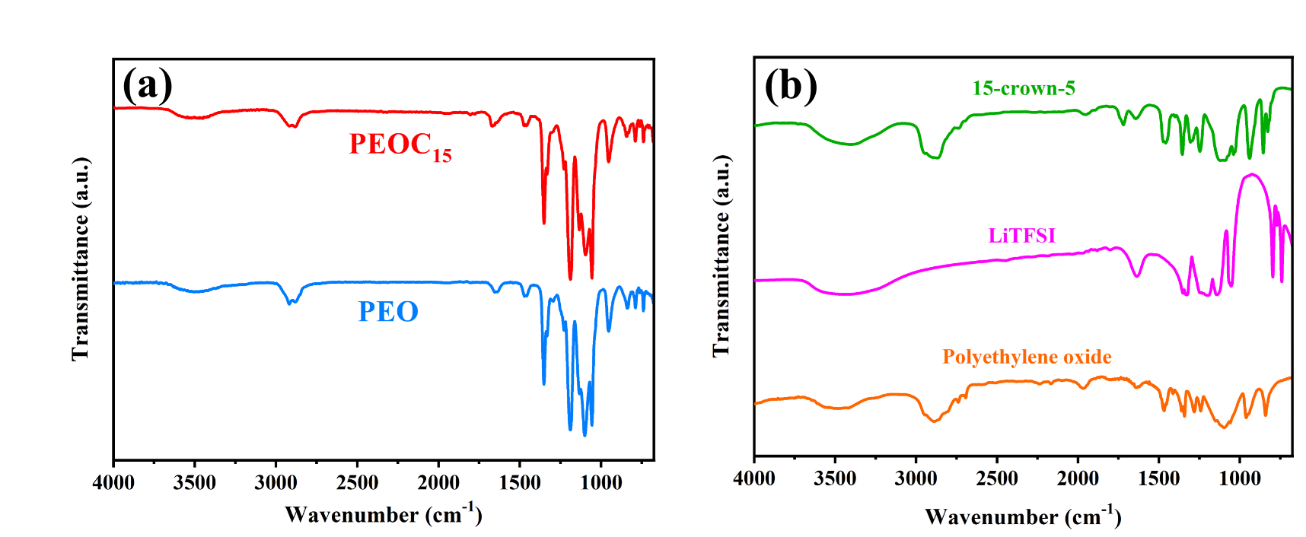 (a)
PEOC₁₅
PEO
Transmittance (a.u.)
4000 3500 3000 2500 2000 1500 1000
Wavenumber (cm⁻¹)
(b)
15-crown-5
LiTFSI
Polyethylene oxide
Transmittance (a.u.)
4000 3500 3000 2500 2000 1500 1000
Wavenumber (cm⁻¹)